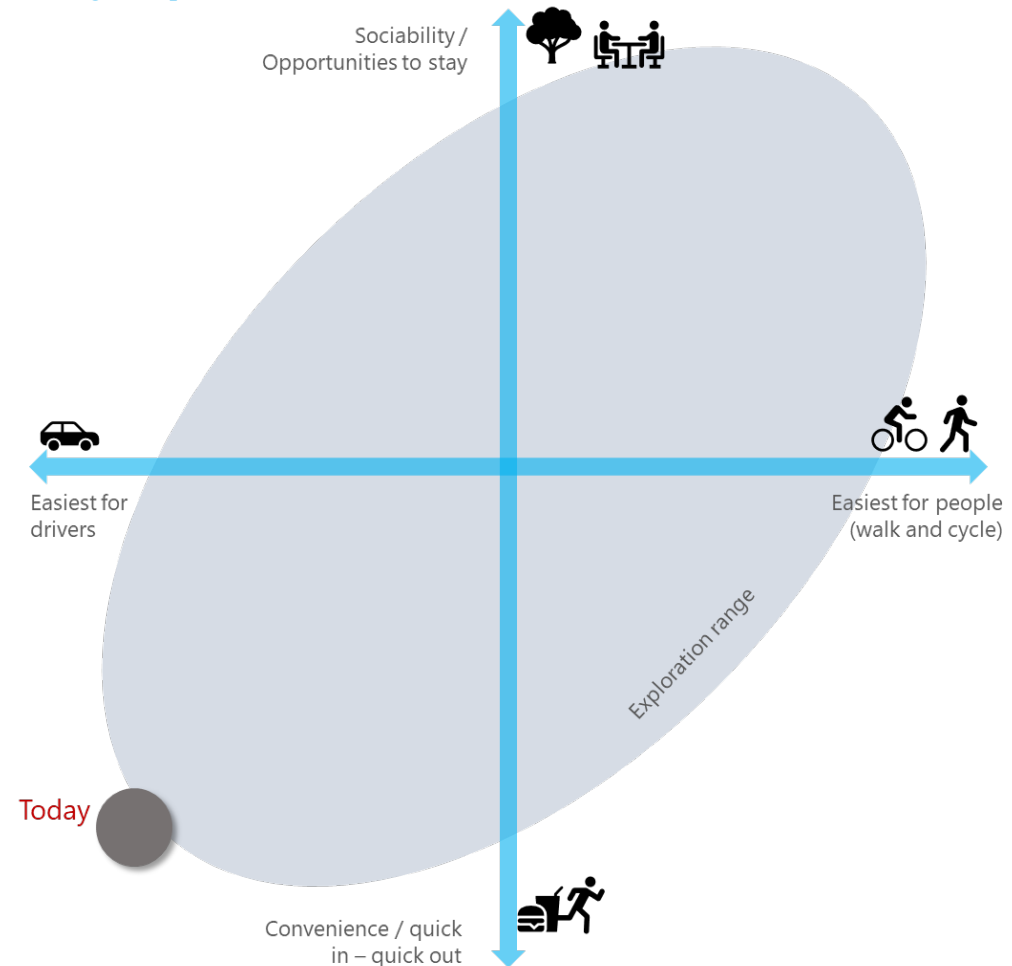 Sociability /
Opportunities to stay
Easiest for
drivers
Easiest for people
(walk and cycle)
Exploration range
Today
Convenience / quick
in – quick out